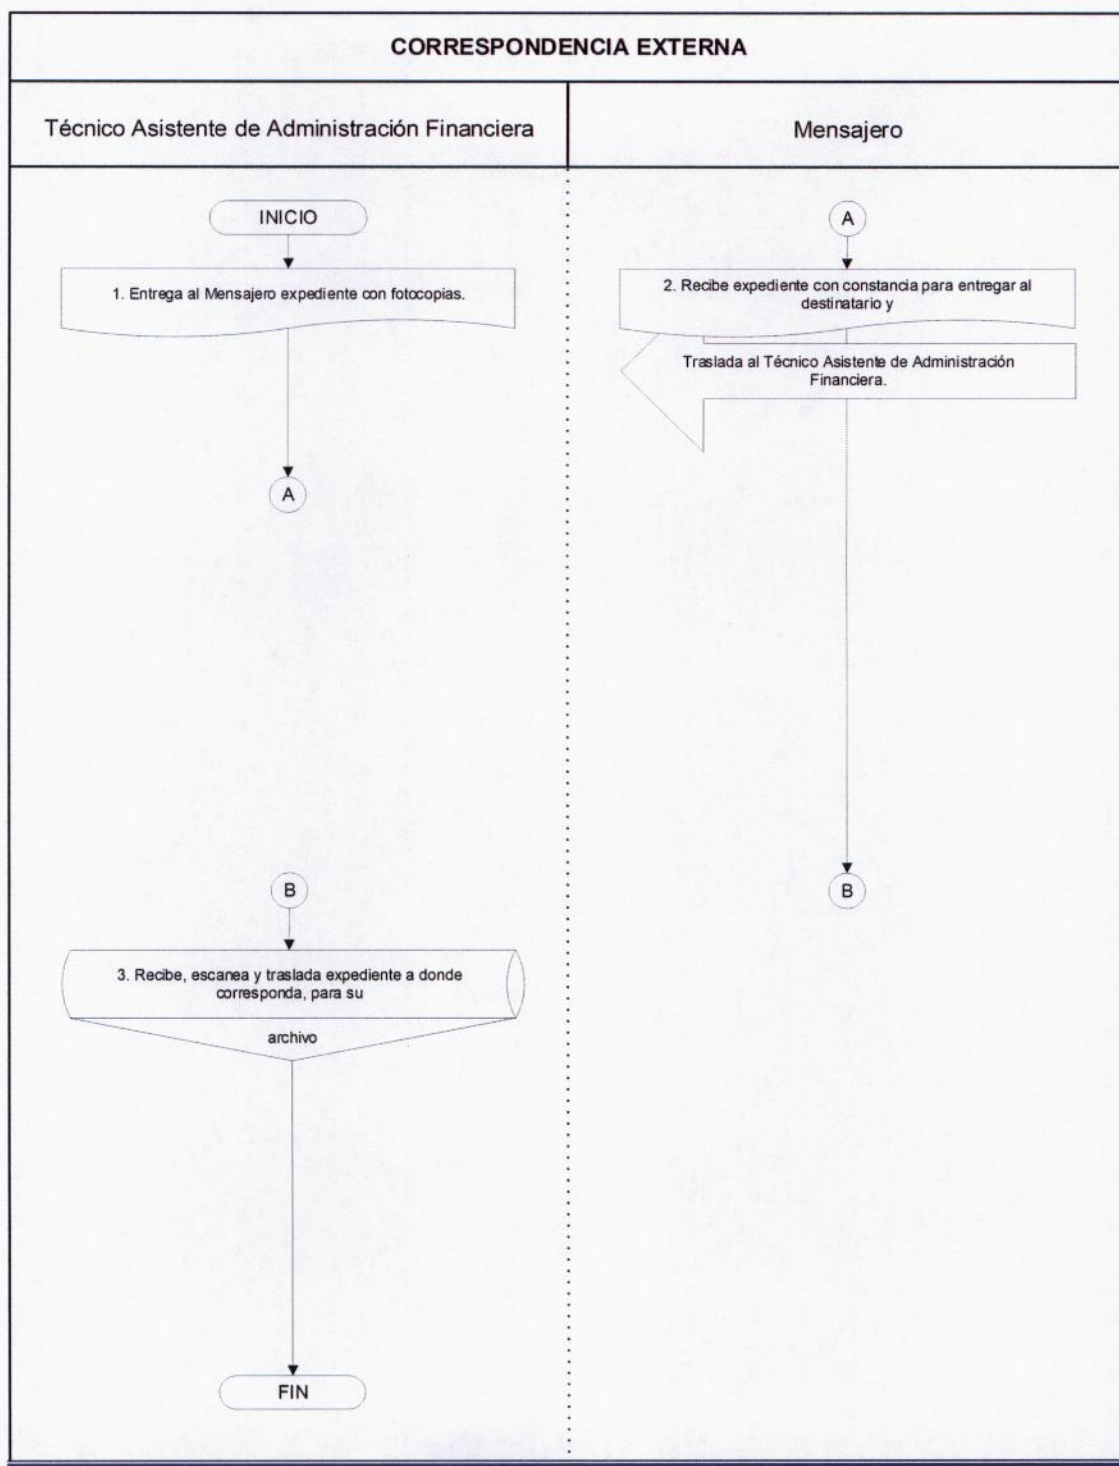 CORRESPONDENCIA EXTERNA
Técnico Asistente de Administración Financiera
Mensajero
INICIO
1. Entrega al Mensajero expediente con fotocopias.
A
A
2. Recibe expediente con constancia para entregar al
destinatario y
Traslada al Técnico Asistente de Administración
Financiera.
B
B
3. Recibe, escanea y traslada expediente a donde
corresponda, para su
archivo
FIN